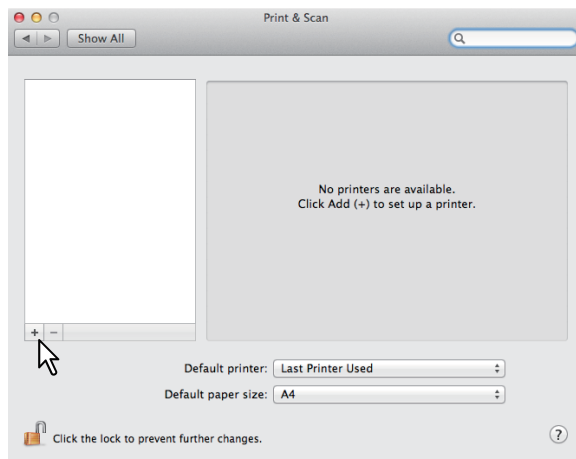 Print & Scan
Show All
No printers are available.
Click Add (+) to set up a printer.
+ −
Default printer: Last Printer Used
Default paper size: A4
Click the lock to prevent further changes.
?